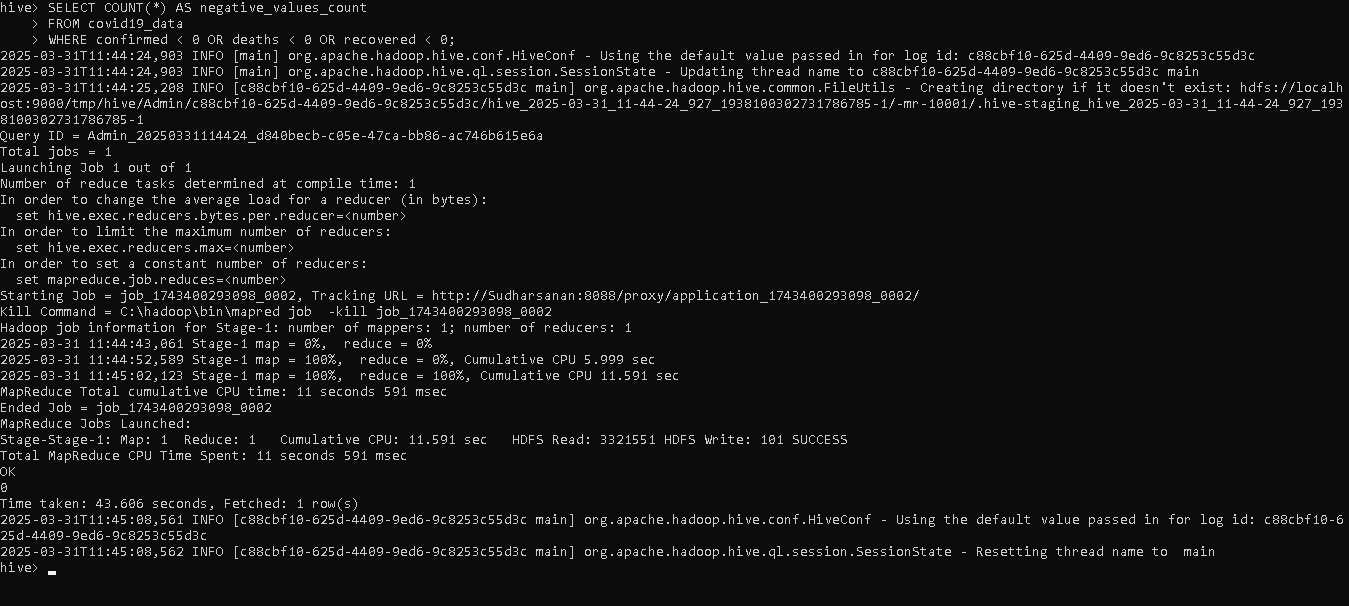 hive> SELECT COUNT(*) AS negative_values_count
    > FROM covid19_data
    > WHERE confirmed < 0 OR deaths < 0 OR recovered < 0;
2025-03-31T11:44:24,903 INFO [main] org.apache.hadoop.hive.conf.HiveConf - Using the default value passed in for log id: c88cbf10-625d-4409-9ed6-9c8253c55d3c
2025-03-31T11:44:24,903 INFO [main] org.apache.hadoop.hive.ql.session.SessionState - Updating thread name to c88cbf10-625d-4409-9ed6-9c8253c55d3c main
2025-03-31T11:44:25,208 INFO [c88cbf10-625d-4409-9ed6-9c8253c55d3c main] org.apache.hadoop.hive.common.FileUtils - Creating directory if it doesn't exist: hdfs://localh
ost:9000/tmp/hive/Admin/c88cbf10-625d-4409-9ed6-9c8253c55d3c/hive_2025-03-31_11-44-24_927_1938100302731786785-1/-mr-10001/.hive-staging_hive_2025-03-31_11-44-24_927_193
8100302731786785-1
Query ID = Admin_20250331114424_d840becb-c05e-47ca-bb86-ac746b615e6a
Total jobs = 1
Launching Job 1 out of 1
Number of reduce tasks determined at compile time: 1
In order to change the average load for a reducer (in bytes):
  set hive.exec.reducers.bytes.per.reducer=<number>
In order to limit the maximum number of reducers:
  set hive.exec.reducers.max=<number>
In order to set a constant number of reducers:
  set mapreduce.job.reduces=<number>
Starting Job = job_1743400293098_0002, Tracking URL = http://Sudharsanan:8088/proxy/application_1743400293098_0002/
Kill Command = C:\hadoop\bin\mapred job  -kill job_1743400293098_0002
Hadoop job information for Stage-1: number of mappers: 1; number of reducers: 1
2025-03-31 11:44:43,061 Stage-1 map = 0%,  reduce = 0%
2025-03-31 11:44:52,589 Stage-1 map = 100%,  reduce = 0%, Cumulative CPU 5.999 sec
2025-03-31 11:45:02,123 Stage-1 map = 100%,  reduce = 100%, Cumulative CPU 11.591 sec
MapReduce Total cumulative CPU time: 11 seconds 591 msec
Ended Job = job_1743400293098_0002
MapReduce Jobs Launched:
Stage-Stage-1: Map: 1  Reduce: 1   Cumulative CPU: 11.591 sec   HDFS Read: 3321551 HDFS Write: 101 SUCCESS
Total MapReduce CPU Time Spent: 11 seconds 591 msec
OK
0
Time taken: 43.606 seconds, Fetched: 1 row(s)
2025-03-31T11:45:08,561 INFO [c88cbf10-625d-4409-9ed6-9c8253c55d3c main] org.apache.hadoop.hive.conf.HiveConf - Using the default value passed in for log id: c88cbf10-6
25d-4409-9ed6-9c8253c55d3c
2025-03-31T11:45:08,562 INFO [c88cbf10-625d-4409-9ed6-9c8253c55d3c main] org.apache.hadoop.hive.ql.session.SessionState - Resetting thread name to  main
hive>